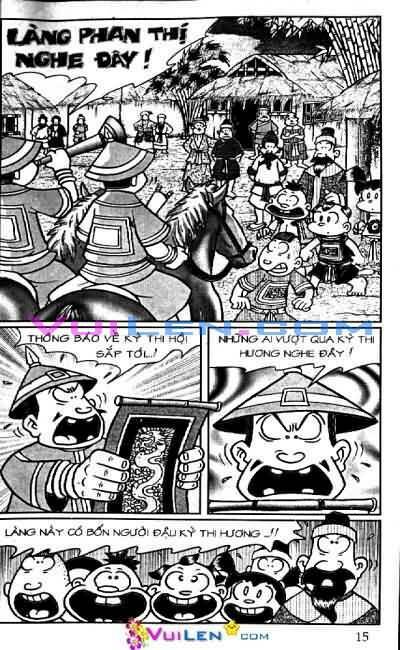 LÀNG PHAN THÍ
NGHE ĐÂY !
VuiLen.com
THÔNG BÁO VỀ KỲ THI HỘI
SẮP TỚI..!
NHỮNG AI VƯỢT QUA KỲ THI
HƯƠNG NGHE ĐÂY !
LÀNG NÀY CÓ BỐN NGƯỜI ĐẬU KỲ THI HƯƠNG ..!!
15
VuiLen.com